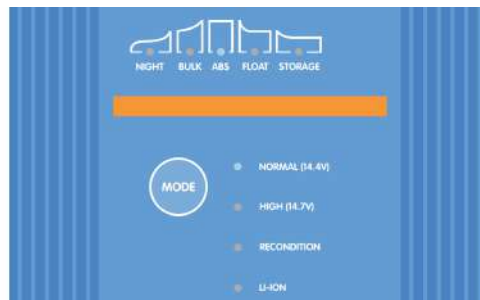 NIGHT BULK ABS FLOAT STORAGE
MODE
NORMAL (14.4V)
HIGH (14.7V)
RECONDITION
LI-ION